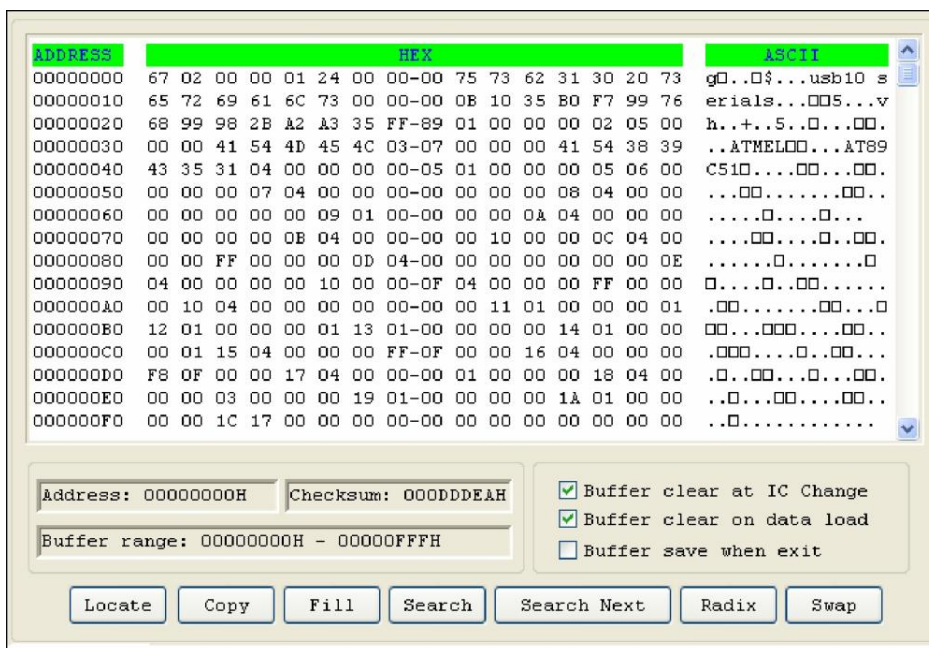 ADDRESS HEX ASCII
00000000 67 02 00 00 01 24 00 00-00 75 73 62 31 30 20 73 g□..□$...usb10 s
00000010 65 72 69 61 6C 73 00 00-00 0B 10 35 B0 F7 99 76 erials...□□5...v
00000020 68 99 98 2B A2 A3 35 FF-89 01 00 00 00 02 05 00 h..+..5..□...□□.
00000030 00 00 41 54 4D 45 4C 03-07 00 00 00 41 54 38 39 ..ATMEL□□...AT89
00000040 43 35 31 04 00 00 00 00-05 01 00 00 00 05 06 00 C51□....□□...□□.
00000050 00 00 00 07 04 00 00 00-00 00 00 00 08 04 00 00 ...□□.......□□..
00000060 00 00 00 00 00 09 01 00-00 00 00 0A 04 00 00 00 .....□....□...
00000070 00 00 00 00 0B 04 00 00-00 00 10 00 00 0C 04 00 ....□□....□..□□.
00000080 00 00 FF 00 00 00 0D 04-00 00 00 00 00 00 00 0E ......□.......□
00000090 04 00 00 00 00 10 00 00-0F 04 00 00 00 FF 00 00 □....□..□□......
000000A0 00 10 04 00 00 00 00 00-00 00 11 01 00 00 00 01 .□□.......□□...□
000000B0 12 01 00 00 00 01 13 01-00 00 00 00 14 01 00 00 □□...□□□....□□..
000000C0 00 01 15 04 00 00 00 FF-0F 00 00 16 04 00 00 00 .□□□....□..□□...
000000D0 F8 0F 00 00 17 04 00 00-00 01 00 00 00 18 04 00 .□..□□...□...□□.
000000E0 00 00 03 00 00 00 19 01-00 00 00 00 1A 01 00 00 ..□...□□....□□..
000000F0 00 00 1C 17 00 00 00 00-00 00 00 00 00 00 00 00 ..□............
Address: 00000000H Checksum: 000DDDEAH
Buffer range: 00000000H - 00000FFFH
Buffer clear at IC Change
Buffer clear on data load
Buffer save when exit
Locate Copy Fill Search Search Next Radix Swap